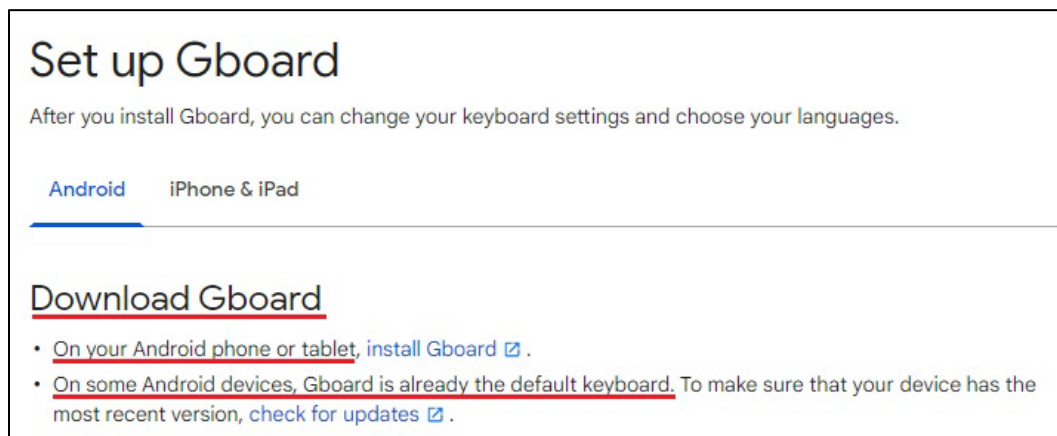 Set up Gboard
After you install Gboard, you can change your keyboard settings and choose your languages.
Android iPhone & iPad
Download Gboard
• On your Android phone or tablet, install Gboard .
• On some Android devices, Gboard is already the default keyboard. To make sure that your device has the
most recent version, check for updates .